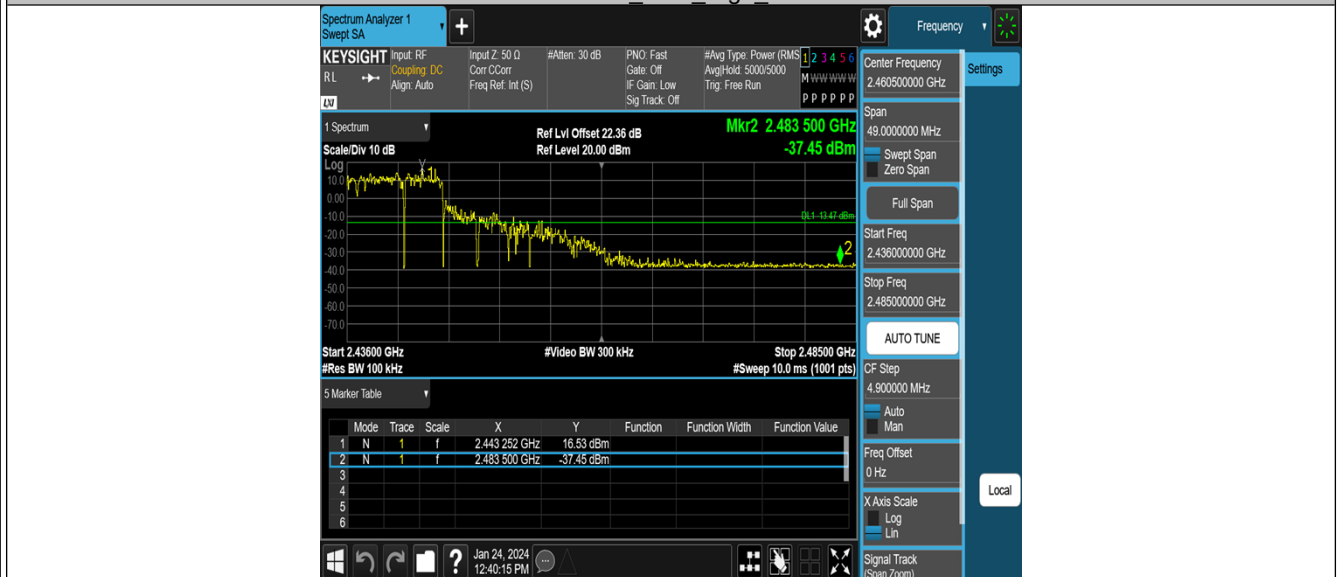 Spectrum Analyzer 1
Swept SA
+
Frequency
KEYSIGHT
RL
LXI
Input: RF
Coupling: DC
Align: Auto
Input Z: 50 Ω
Corr CCorr
Freq Ref: Int (S)
#Atten: 30 dB
PNO: Fast
Gate: Off
IF Gain: Low
Sig Track: Off
#Avg Type: Power (RMS
Avg|Hold: 5000/5000
Trig: Free Run
1 2 3 4 5 6
M W W W W W
P P P P P P
1 Spectrum
Scale/Div 10 dB
Ref Lvl Offset 22.36 dB
Ref Level 20.00 dBm
Mkr2 2.483 500 GHz
-37.45 dBm
Log
10.0
0.00
-10.0
-20.0
-30.0
-40.0
-50.0
-60.0
-70.0
1
DL1 -13.47 dBm
2
Start 2.43600 GHz
#Video BW 300 kHz
Stop 2.48500 GHz
#Res BW 100 kHz
#Sweep 10.0 ms (1001 pts)
5 Marker Table
Mode Trace Scale X Y Function Function Width Function Value
1 N 1 f 2.443 252 GHz 16.53 dBm
2 N 1 f 2.483 500 GHz -37.45 dBm
3
4
5
6
?
Jan 24, 2024
12:40:15 PM
Center Frequency
2.460500000 GHz
Settings
Span
49.0000000 MHz
Swept Span
Zero Span
Full Span
Start Freq
2.436000000 GHz
Stop Freq
2.485000000 GHz
AUTO TUNE
CF Step
4.900000 MHz
Auto
Man
Freq Offset
0 Hz
Local
X Axis Scale
Log
Lin
Signal Track
(Span Zoom)